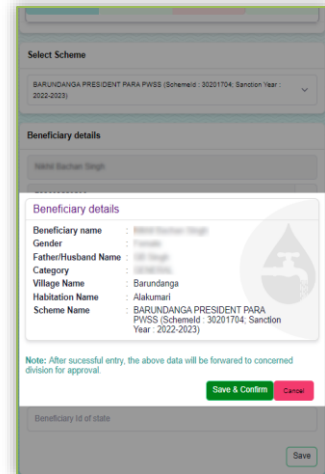 Select Scheme
BARUNDANGA PRESIDENT PARA PWSS (SchemeId : 30201704; Sanction Year :
2022-2023)
Beneficiary details
Beneficiary details
Beneficiary name :
Gender :
Father/Husband Name :
Category :
Village Name : Barundanga
Habitation Name : Alakumari
Scheme Name : BARUNDANGA PRESIDENT PARA
PWSS (SchemeId : 30201704; Sanction
Year : 2022-2023)
Note: After sucessful entry, the above data will be forwared to concerned
division for approval.
Save & Confirm Cancel
Beneficiary Id of state
Save